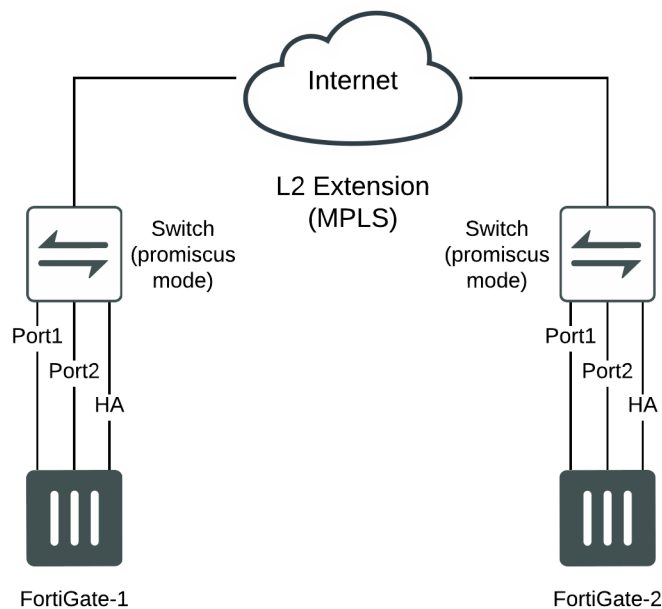 Internet
L2 Extension
(MPLS)
Switch
(promiscus
mode)
Switch
(promiscus
mode)
Port1
Port2
HA
Port1
Port2
HA
FortiGate-1
FortiGate-2